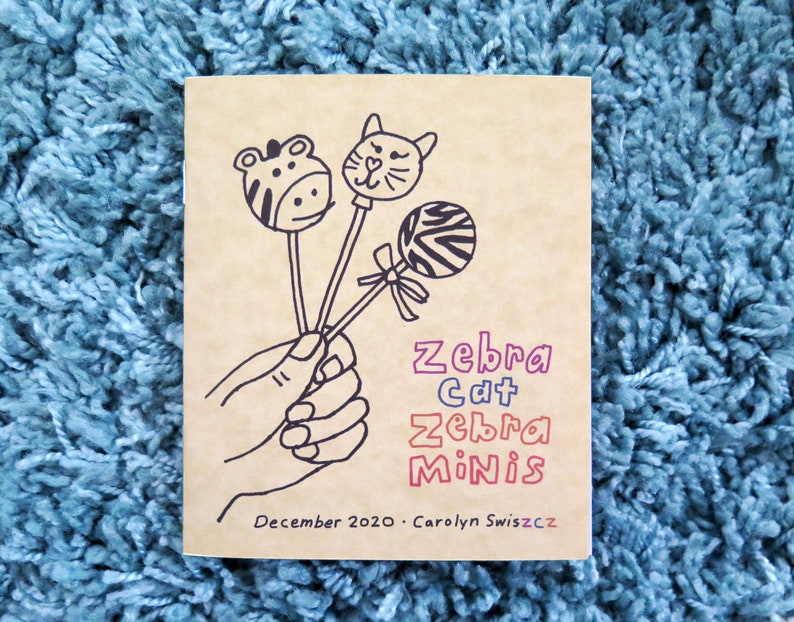 Zebra
Cat
Zebra
MiNiS
December 2020 · Carolyn Swiszcz